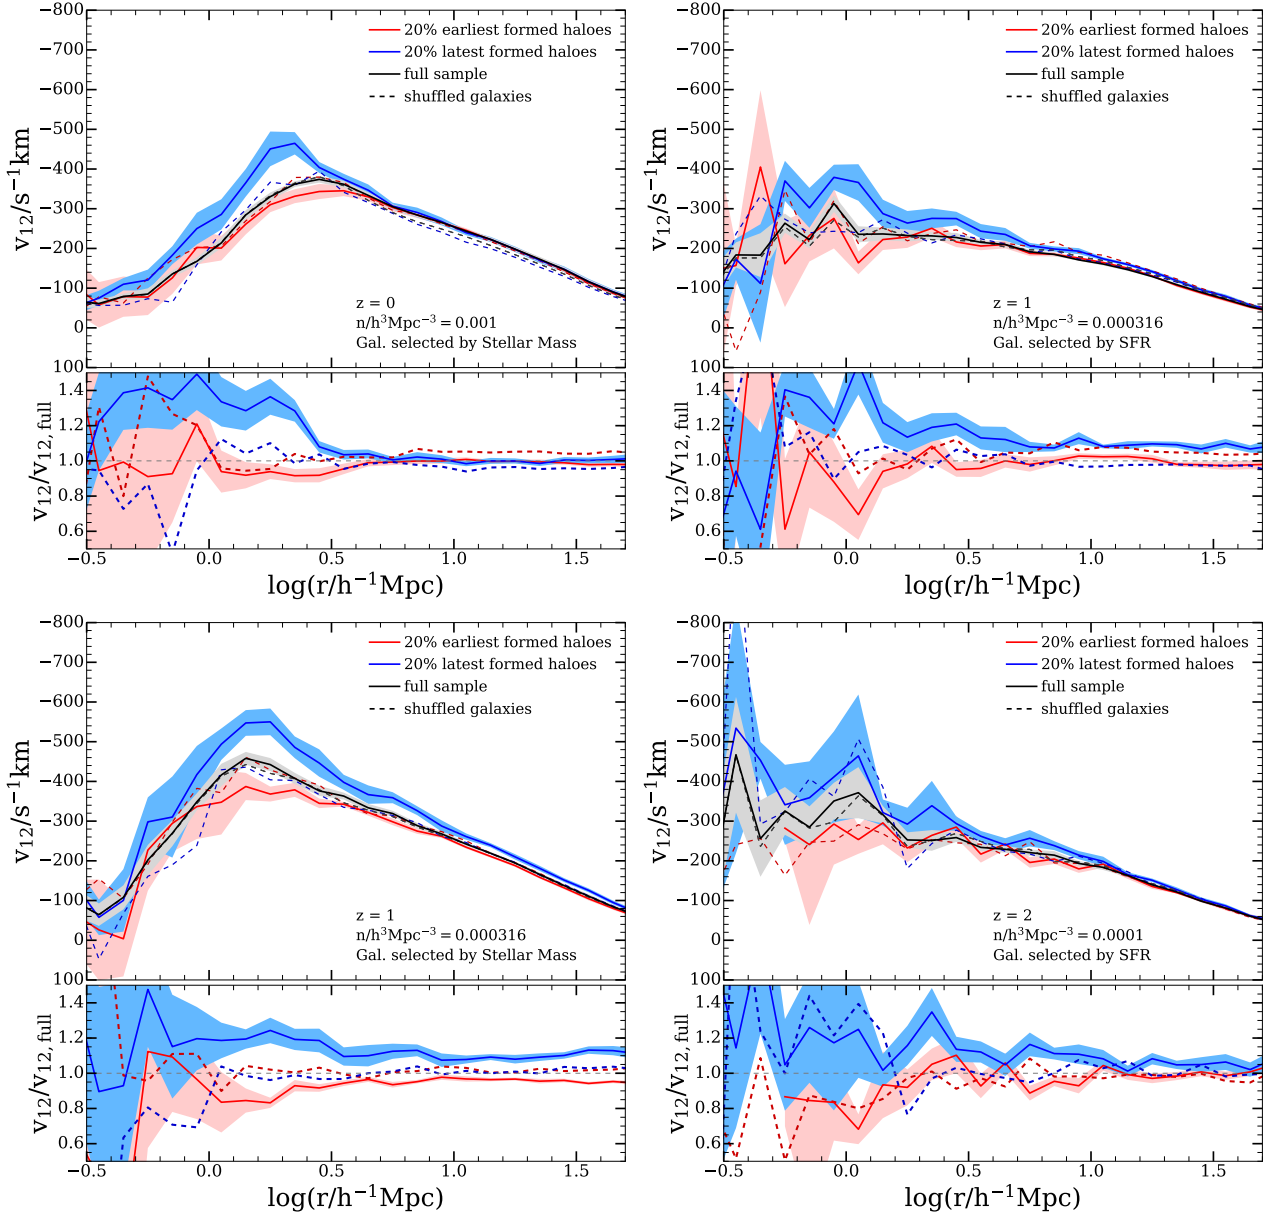 −800
−700
−600
−500
−400
−300
−200
−100
0
100
v12/s−1km
20% earliest formed haloes
20% latest formed haloes
full sample
shuffled galaxies
z = 0
n/h3Mpc−3 = 0.001
Gal. selected by Stellar Mass
1.4
1.2
1.0
0.8
0.6
v12/v12, full
−0.5 0.0 0.5 1.0 1.5
log(r/h−1Mpc)
−800
−700
−600
−500
−400
−300
−200
−100
0
100
v12/s−1km
20% earliest formed haloes
20% latest formed haloes
full sample
shuffled galaxies
z = 1
n/h3Mpc−3 = 0.000316
Gal. selected by SFR
1.4
1.2
1.0
0.8
0.6
v12/v12, full
−0.5 0.0 0.5 1.0 1.5
log(r/h−1Mpc)
−800
−700
−600
−500
−400
−300
−200
−100
0
100
v12/s−1km
20% earliest formed haloes
20% latest formed haloes
full sample
shuffled galaxies
z = 1
n/h3Mpc−3 = 0.000316
Gal. selected by Stellar Mass
1.4
1.2
1.0
0.8
0.6
v12/v12, full
−0.5 0.0 0.5 1.0 1.5
log(r/h−1Mpc)
−800
−700
−600
−500
−400
−300
−200
−100
0
100
v12/s−1km
20% earliest formed haloes
20% latest formed haloes
full sample
shuffled galaxies
z = 2
n/h3Mpc−3 = 0.0001
Gal. selected by SFR
1.4
1.2
1.0
0.8
0.6
v12/v12, full
−0.5 0.0 0.5 1.0 1.5
log(r/h−1Mpc)